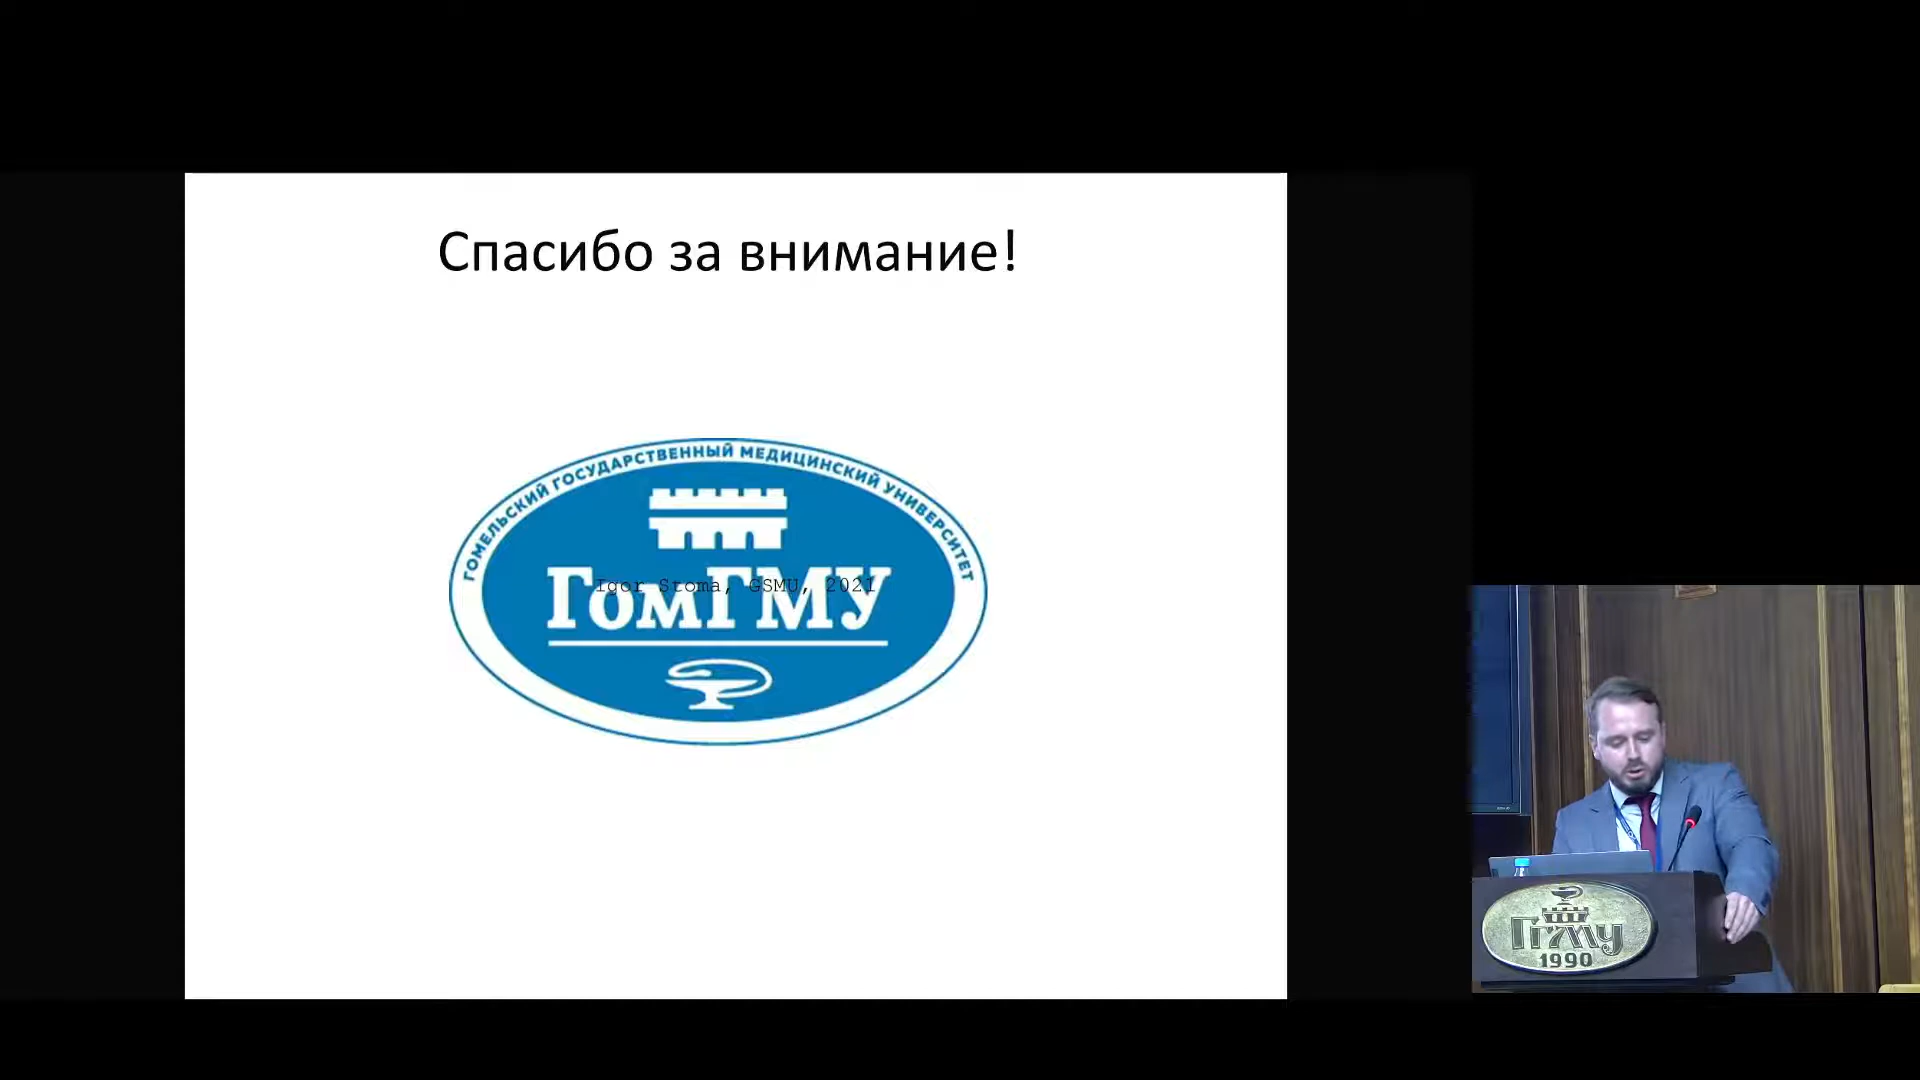 Спасибо за внимание!
ГОМЕЛЬСКИЙ ГОСУДАРСТВЕННЫЙ МЕДИЦИНСКИЙ УНИВЕРСИТЕТ
ГомГМУ
Igor Stoma, GSMU, 2021
ГГМУ
1990